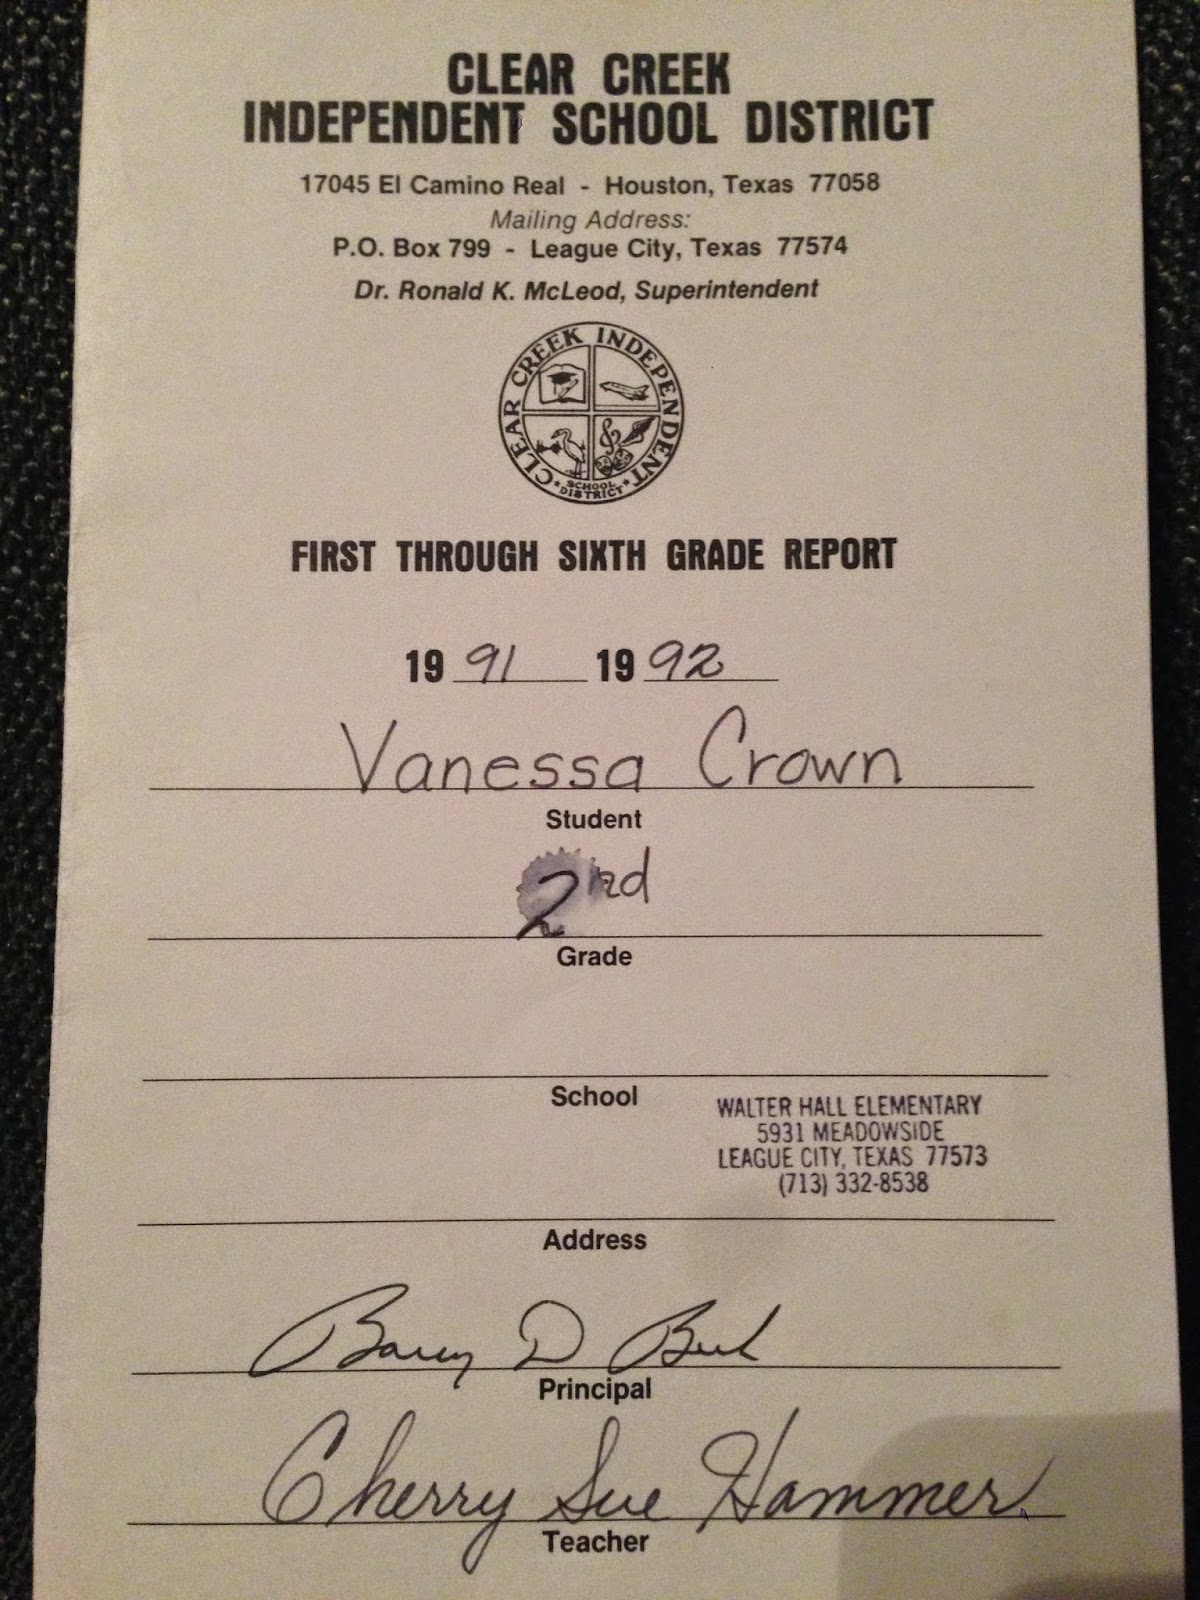 CLEAR CREEK
INDEPENDENT SCHOOL DISTRICT
17045 El Camino Real - Houston, Texas 77058
Mailing Address:
P.O. Box 799 - League City, Texas 77574
Dr. Ronald K. McLeod, Superintendent
CLEAR CREEK INDEPENDENT
SCHOOL
DISTRICT
FIRST THROUGH SIXTH GRADE REPORT
19 91 19 92
Vanessa Crown
Student
2nd
Grade
School
WALTER HALL ELEMENTARY
5931 MEADOWSIDE
LEAGUE CITY, TEXAS 77573
(713) 332-8538
Address
Barry D
Principal
Cherry Sue Hammer
Teacher